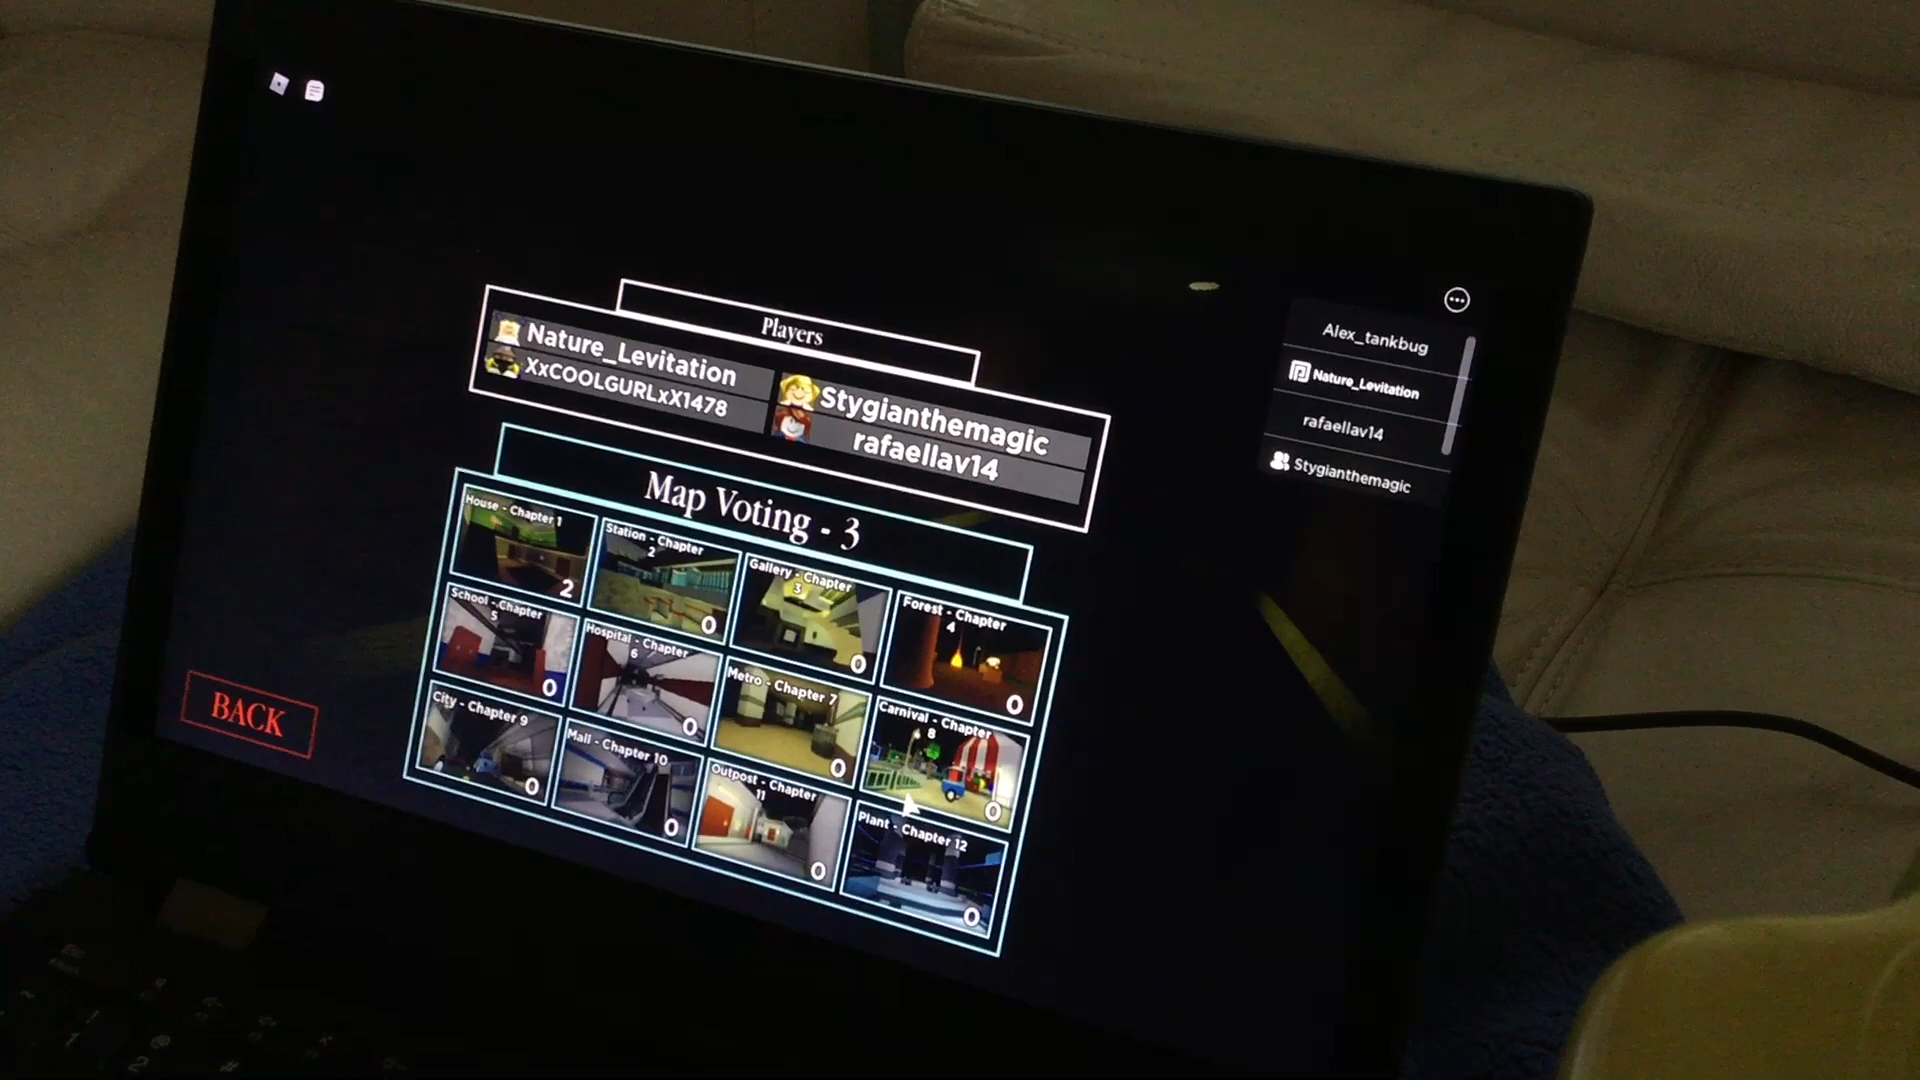 Players
Nature_Levitation
XxCOOLGURLxX1478
Stygianthemagic
rafaellav14
Alex_tankbug
Nature_Levitation
rafaellav14
Stygianthemagic
Map Voting - 3
House - Chapter 1
2
Station - Chapter
2
0
Gallery - Chapter
3
0
Forest - Chapter
4
0
School - Chapter
5
0
Hospital - Chapter
6
0
Metro - Chapter 7
0
Carnival - Chapter
8
0
City - Chapter 9
0
Mall - Chapter 10
0
Outpost - Chapter
11
0
Plant - Chapter 12
0
BACK
Esc
1
2
#